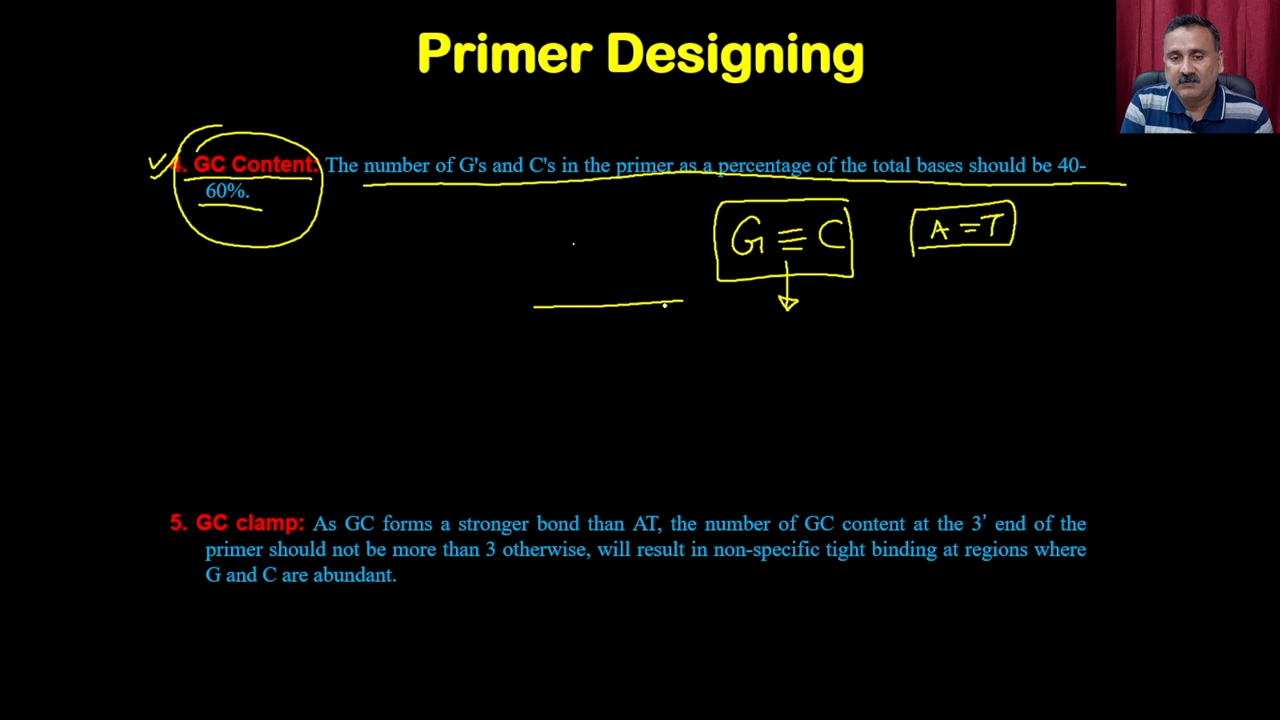 Primer Designing
4. GC Content: The number of G's and C's in the primer as a percentage of the total bases should be 40-
60%.
G ≡ C
A = T
5. GC clamp: As GC forms a stronger bond than AT, the number of GC content at the 3’ end of the
primer should not be more than 3 otherwise, will result in non-specific tight binding at regions where
G and C are abundant.